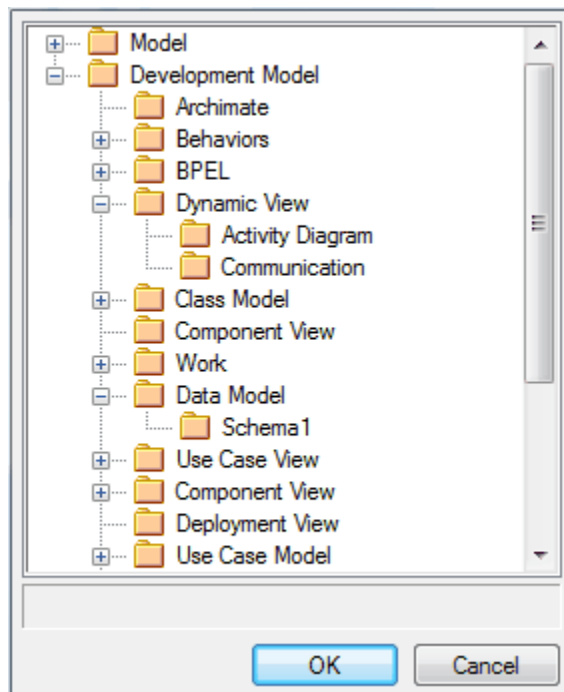 Model
Development Model
Archimate
Behaviors
BPEL
Dynamic View
Activity Diagram
Communication
Class Model
Component View
Work
Data Model
Schema1
Use Case View
Component View
Deployment View
Use Case Model
OK
Cancel